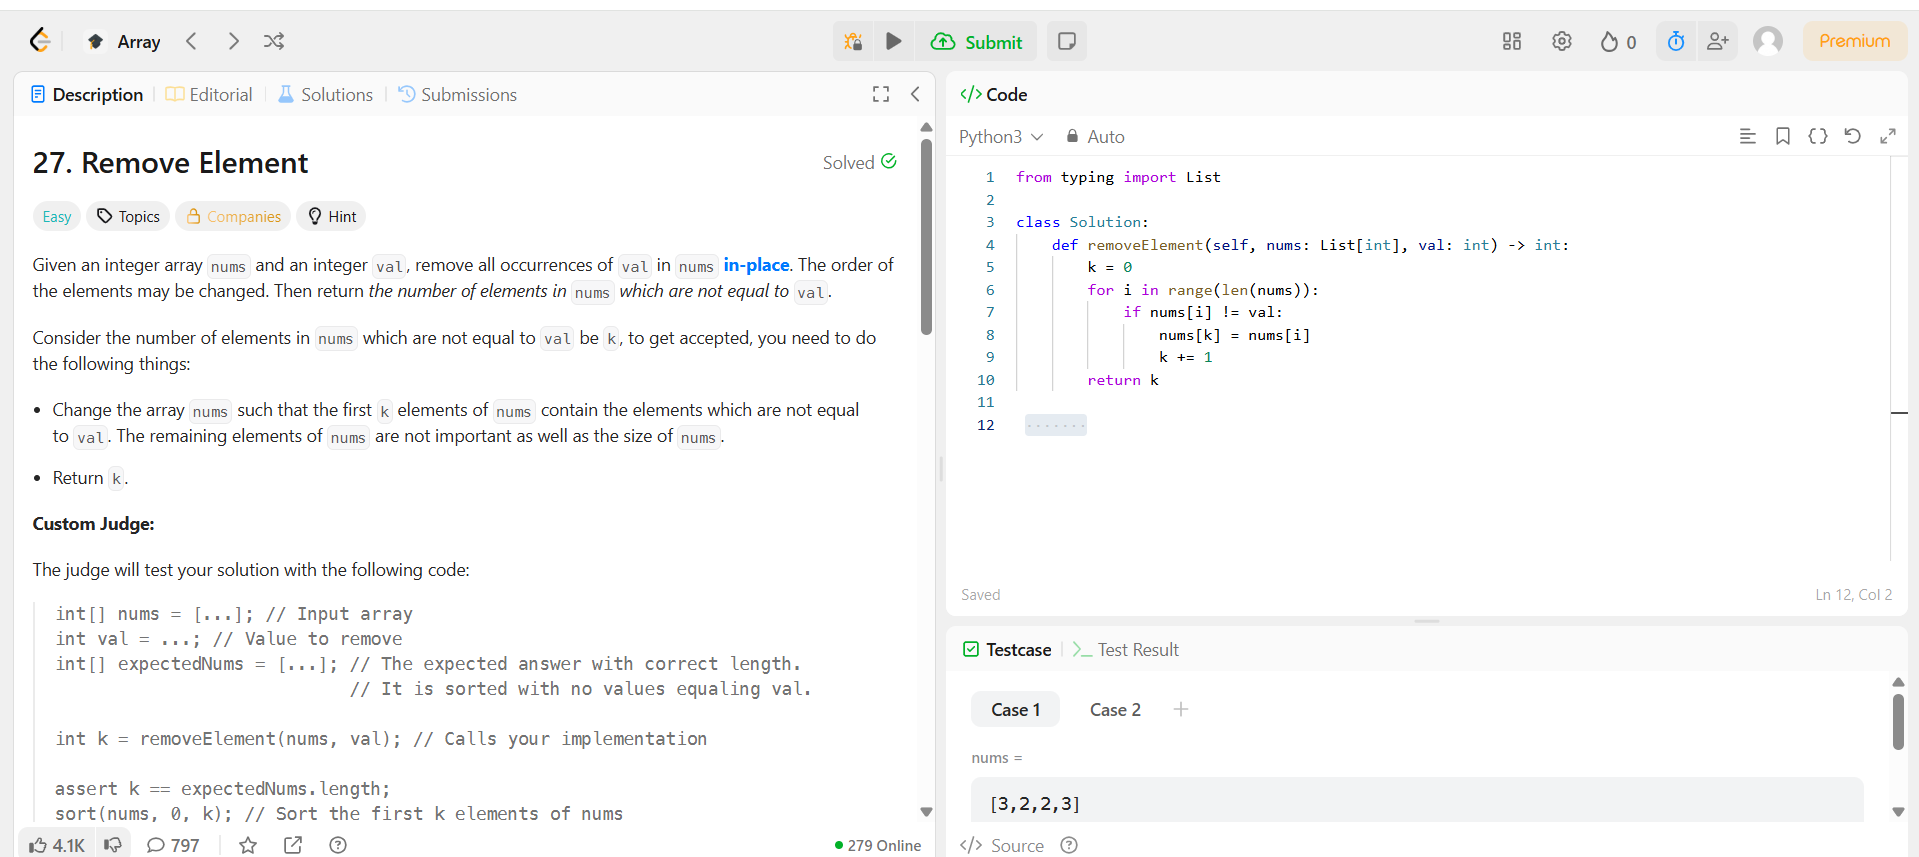 Array
Submit
0
Premium
Description
Editorial
Solutions
Submissions
27. Remove Element
Solved
Easy
Topics
Companies
Hint
Given an integer array nums and an integer val, remove all occurrences of val in nums in-place. The order of
the elements may be changed. Then return the number of elements in nums which are not equal to val.
Consider the number of elements in nums which are not equal to val be k, to get accepted, you need to do
the following things:
• Change the array nums such that the first k elements of nums contain the elements which are not equal
to val. The remaining elements of nums are not important as well as the size of nums.
• Return k.
Custom Judge:
The judge will test your solution with the following code:
int[] nums = [...]; // Input array
int val = ...; // Value to remove
int[] expectedNums = [...]; // The expected answer with correct length.
// It is sorted with no values equaling val.
int k = removeElement(nums, val); // Calls your implementation
assert k == expectedNums.length;
sort(nums, 0, k); // Sort the first k elements of nums
4.1K
797
279 Online
</> Code
Python3
Auto
1 from typing import List
2
3 class Solution:
4 def removeElement(self, nums: List[int], val: int) -> int:
5 k = 0
6 for i in range(len(nums)):
7 if nums[i] != val:
8 nums[k] = nums[i]
9 k += 1
10 return k
11
12
Saved
Ln 12, Col 2
Testcase
>_ Test Result
Case 1
Case 2
+
nums =
[3,2,2,3]
</> Source